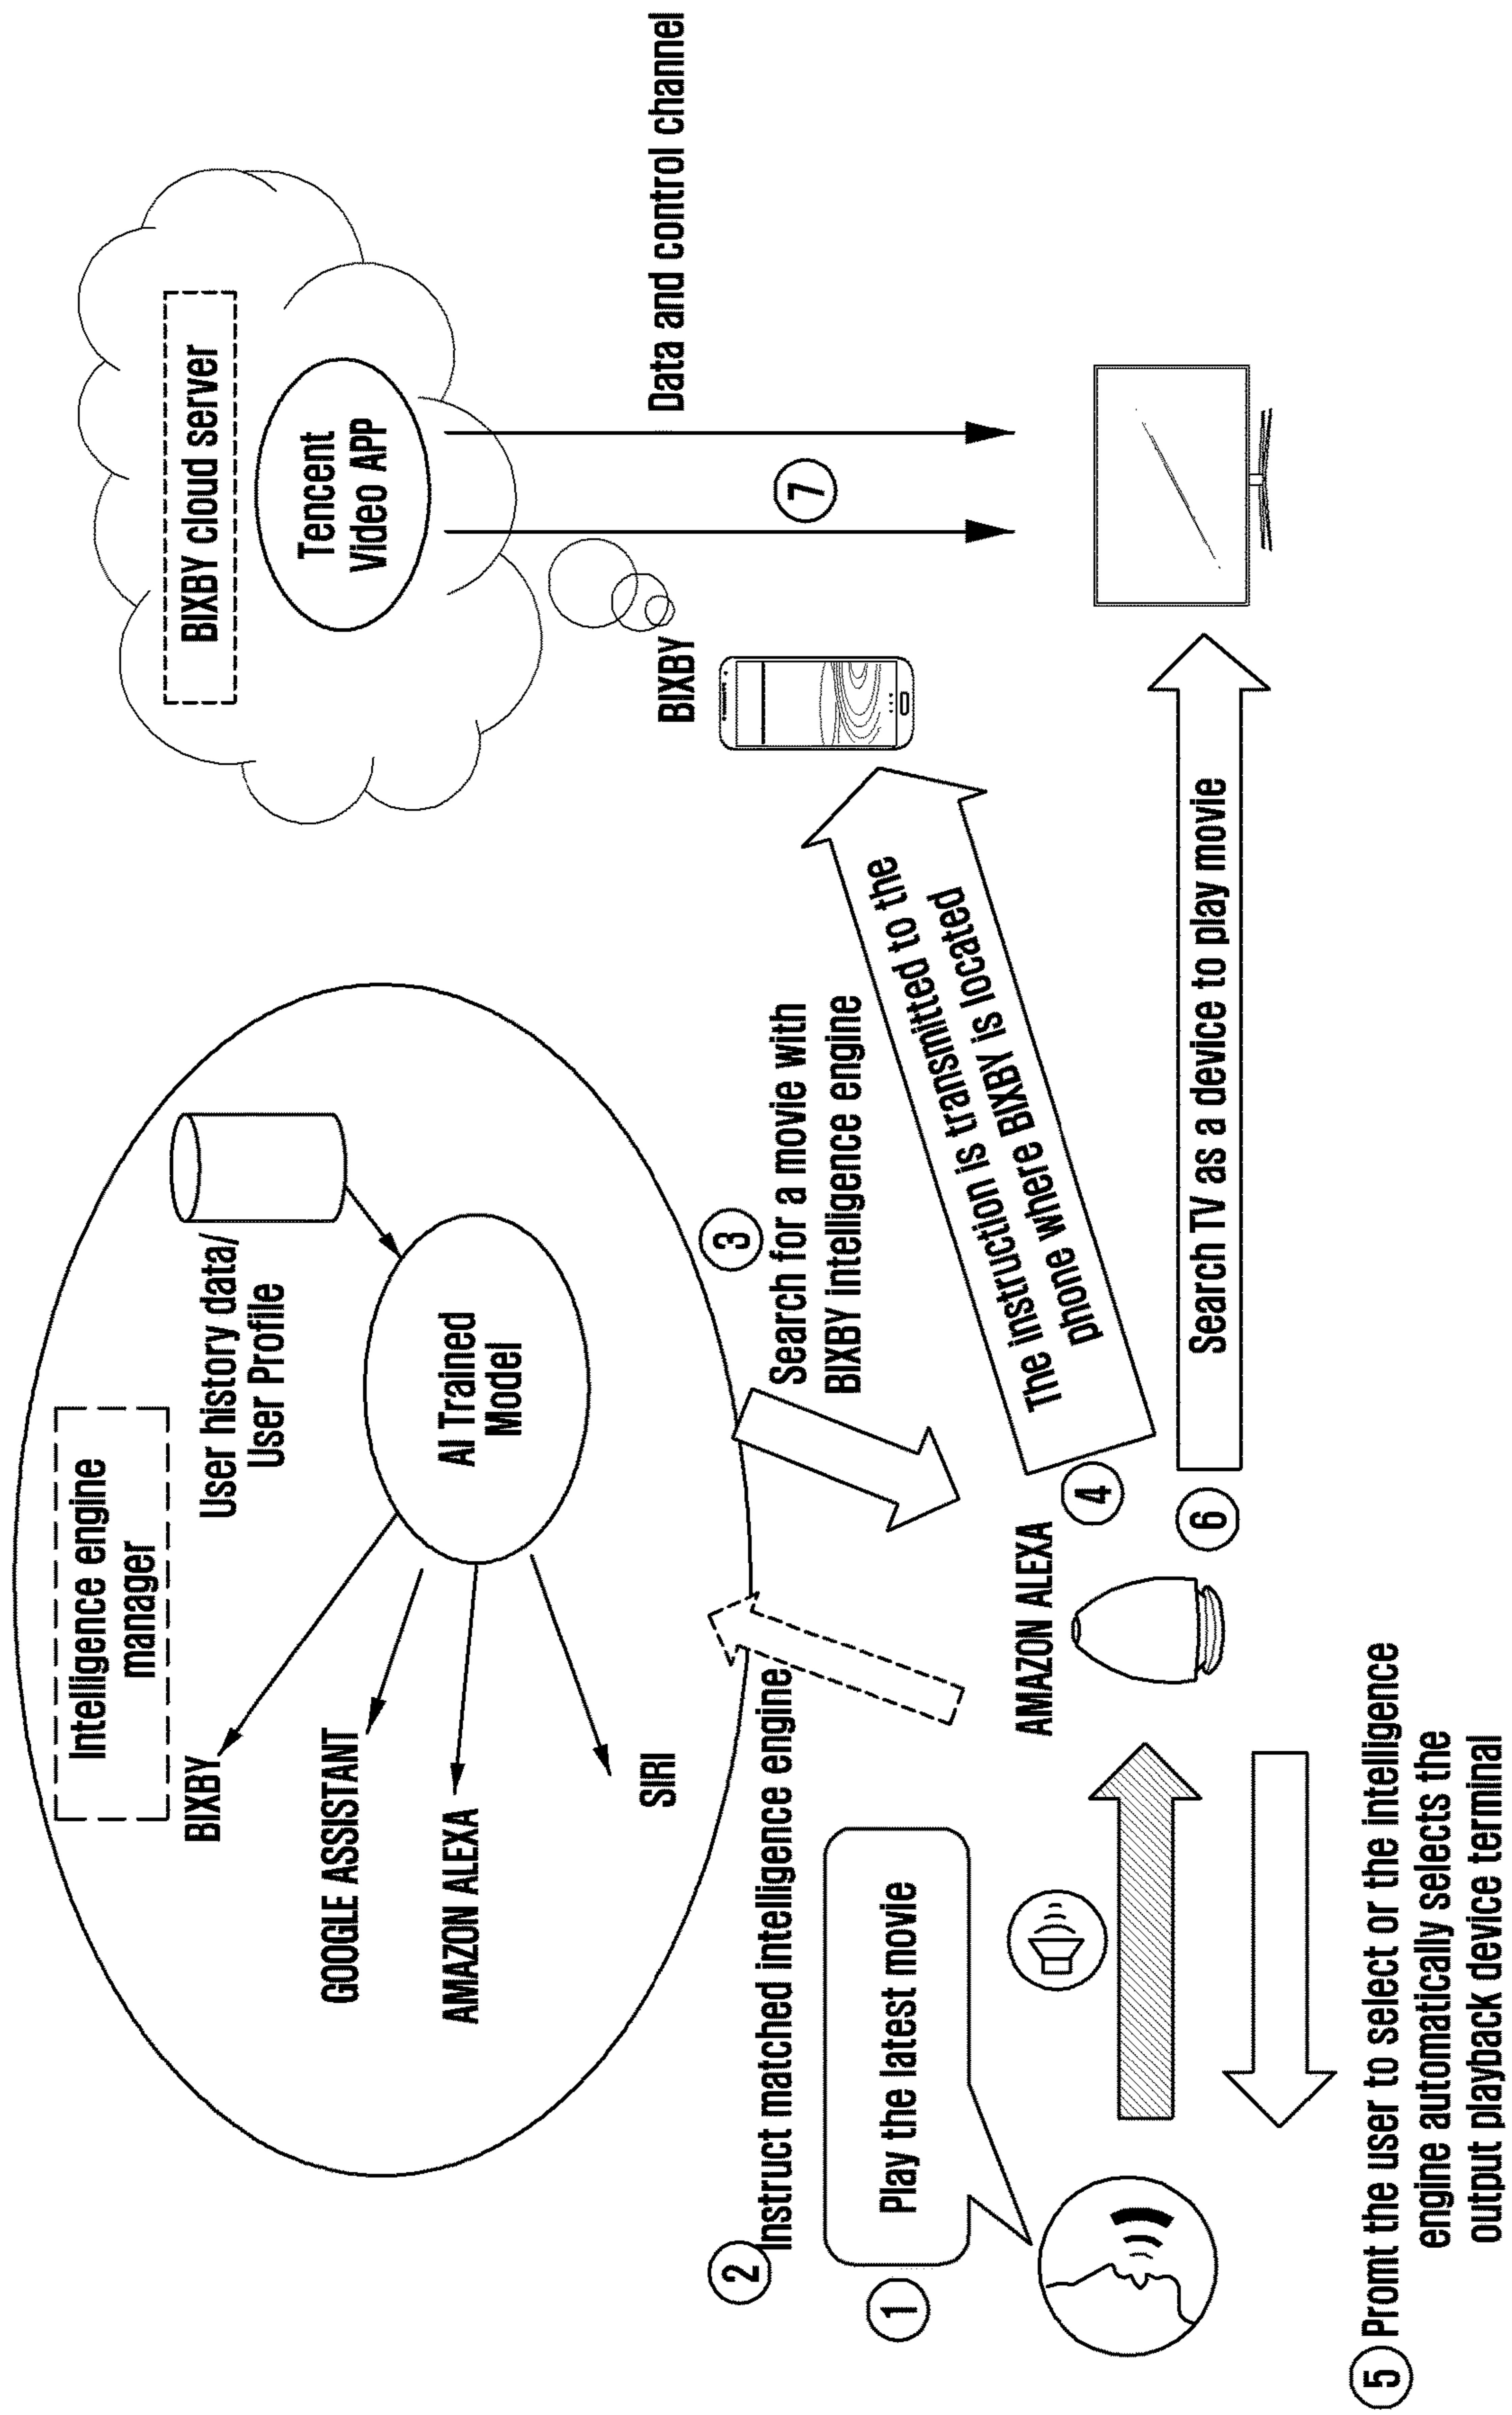 Intelligence engine
manager
User history data/
User Profile
AI Trained
Model
BIXBY
GOOGLE ASSISTANT
AMAZON ALEXA
SIRI
BIXBY cloud server
Tencent
Video APP
Data and control channel
7
BIXBY
2
Instruct matched intelligence engine
3
Search for a movie with
BIXBY intelligence engine
1
Play the latest movie
AMAZON ALEXA
4
The instruction is transmitted to the
phone where BIXBY is located
6
Search TV as a device to play movie
5 Promt the user to select or the intelligence
engine automatically selects the
output playback device terminal